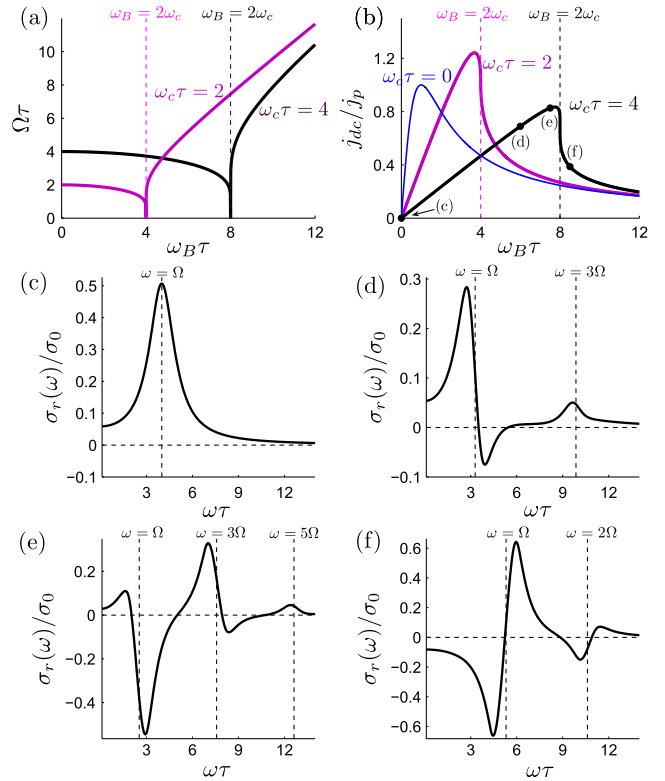 (a)
ω_B = 2ω_c
ω_B = 2ω_c
Ωτ
10
8
6
4
2
0
ω_cτ = 2
ω_cτ = 4
0
4
8
12
ω_Bτ
(b)
ω_B = 2ω_c
ω_B = 2ω_c
j_dc/j_p
1.2
0.8
0.4
0
ω_cτ = 0
ω_cτ = 2
ω_cτ = 4
(c)
(d)
(e)
(f)
0
4
8
12
ω_Bτ
(c)
ω = Ω
σ_r(ω)/σ_0
0.5
0.4
0.3
0.2
0.1
0
−0.1
3
6
9
12
ωτ
(d)
ω = Ω
ω = 3Ω
σ_r(ω)/σ_0
0.3
0.2
0.1
0
−0.1
3
6
9
12
ωτ
(e)
ω = Ω
ω = 3Ω
ω = 5Ω
σ_r(ω)/σ_0
0.2
0
−0.2
−0.4
3
6
9
12
ωτ
(f)
ω = Ω
ω = 2Ω
σ_r(ω)/σ_0
0.6
0.4
0.2
0
−0.2
−0.4
−0.6
3
6
9
12
ωτ